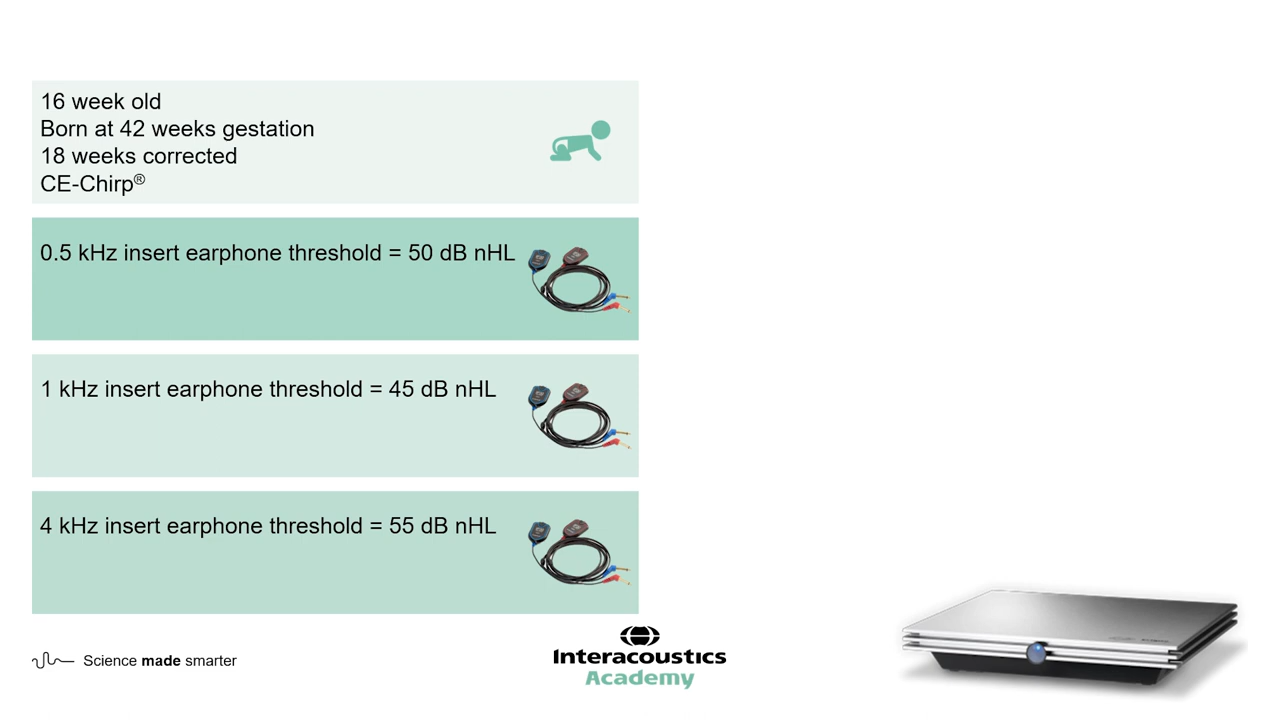 16 week old
Born at 42 weeks gestation
18 weeks corrected
CE-Chirp®
0.5 kHz insert earphone threshold = 50 dB nHL
1 kHz insert earphone threshold = 45 dB nHL
4 kHz insert earphone threshold = 55 dB nHL
Science made smarter
Interacoustics
Academy